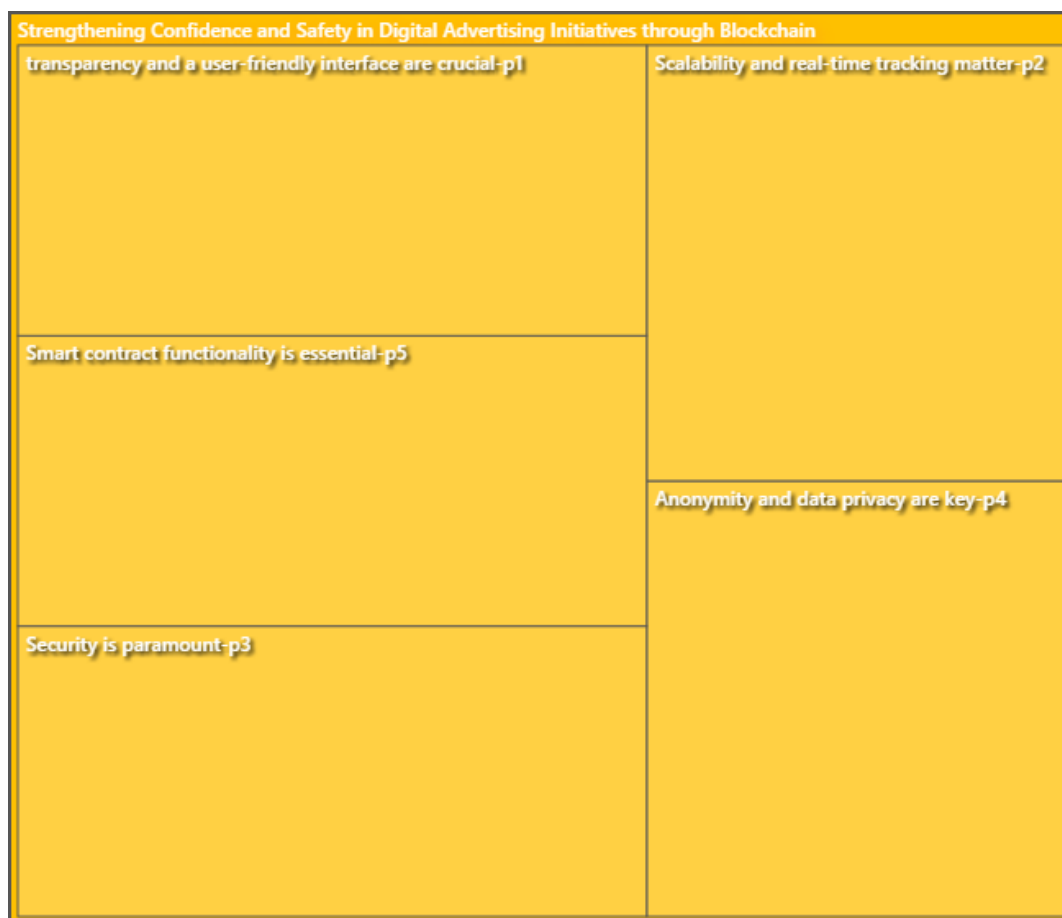 Strengthening Confidence and Safety in Digital Advertising Initiatives through Blockchain
transparency and a user-friendly interface are crucial-p1
Scalability and real-time tracking matter-p2
Smart contract functionality is essential-p5
Anonymity and data privacy are key-p4
Security is paramount-p3